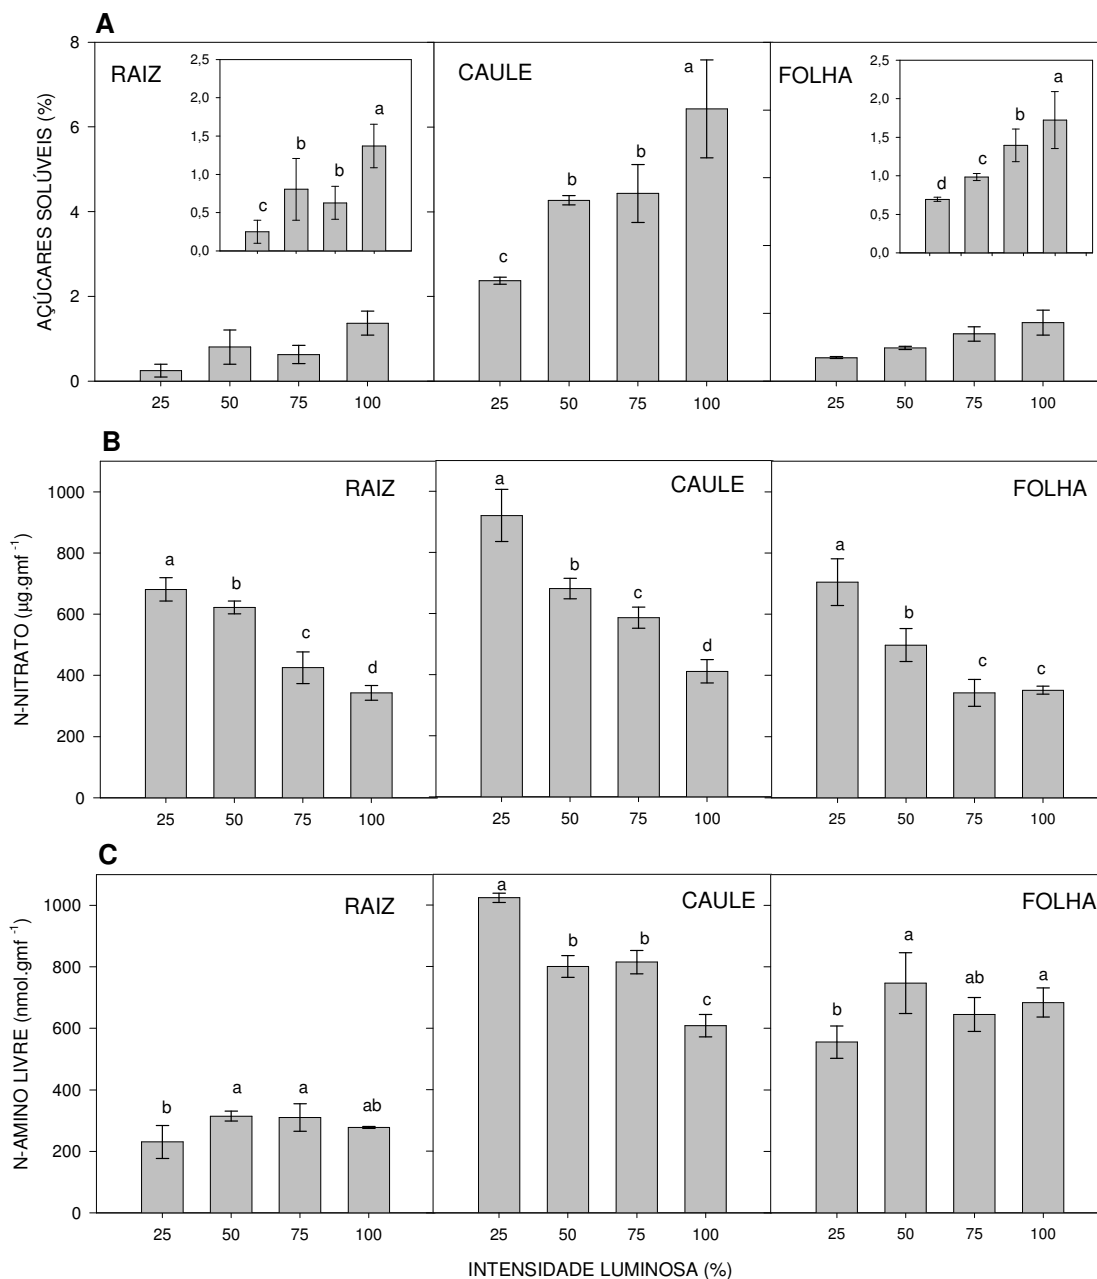 A
8
6
4
2
0
AÇÚCARES SOLÚVEIS (%)
RAIZ
2,5
2,0
1,5
1,0
0,5
0,0
c
b
b
a
25 50 75 100
CAULE
c
b
b
a
25 50 75 100
FOLHA
2,5
2,0
1,5
1,0
0,5
0,0
d
c
b
a
25 50 75 100
B
1000
800
600
400
200
0
N-NITRATO (µg.gmf⁻¹)
RAIZ
a
b
c
d
25 50 75 100
CAULE
a
b
c
d
25 50 75 100
FOLHA
a
b
c
c
25 50 75 100
C
1000
800
600
400
200
0
N-AMINO LIVRE (nmol.gmf⁻¹)
RAIZ
b
a
a
ab
25 50 75 100
CAULE
a
b
b
c
25 50 75 100
FOLHA
b
a
ab
a
25 50 75 100
INTENSIDADE LUMINOSA (%)